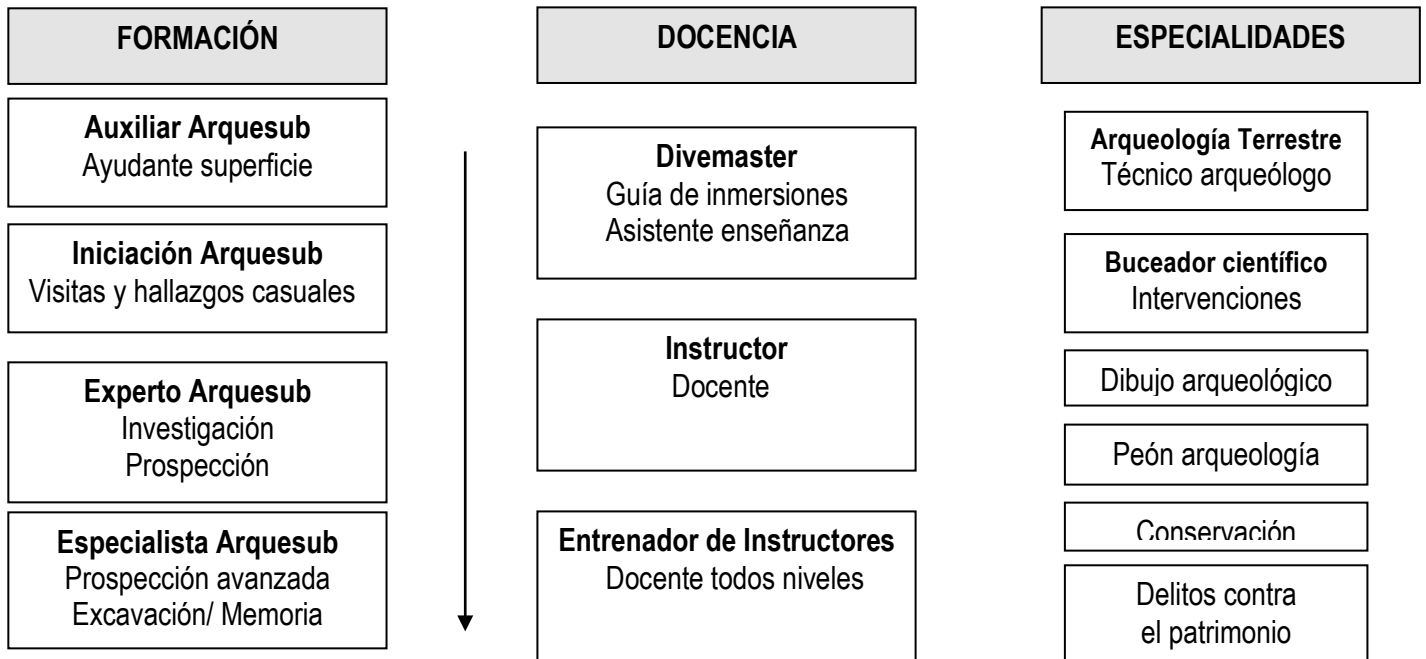 FORMACIÓN
Auxiliar Arquesub
Ayudante superficie
Iniciación Arquesub
Visitas y hallazgos casuales
Experto Arquesub
Investigación
Prospección
Especialista Arquesub
Prospección avanzada
Excavación/ Memoria
DOCENCIA
Divemaster
Guía de inmersiones
Asistente enseñanza
Instructor
Docente
Entrenador de Instructores
Docente todos niveles
ESPECIALIDADES
Arqueología Terrestre
Técnico arqueólogo
Buceador científico
Intervenciones
Dibujo arqueológico
Peón arqueología
Conservación
Delitos contra
el patrimonio